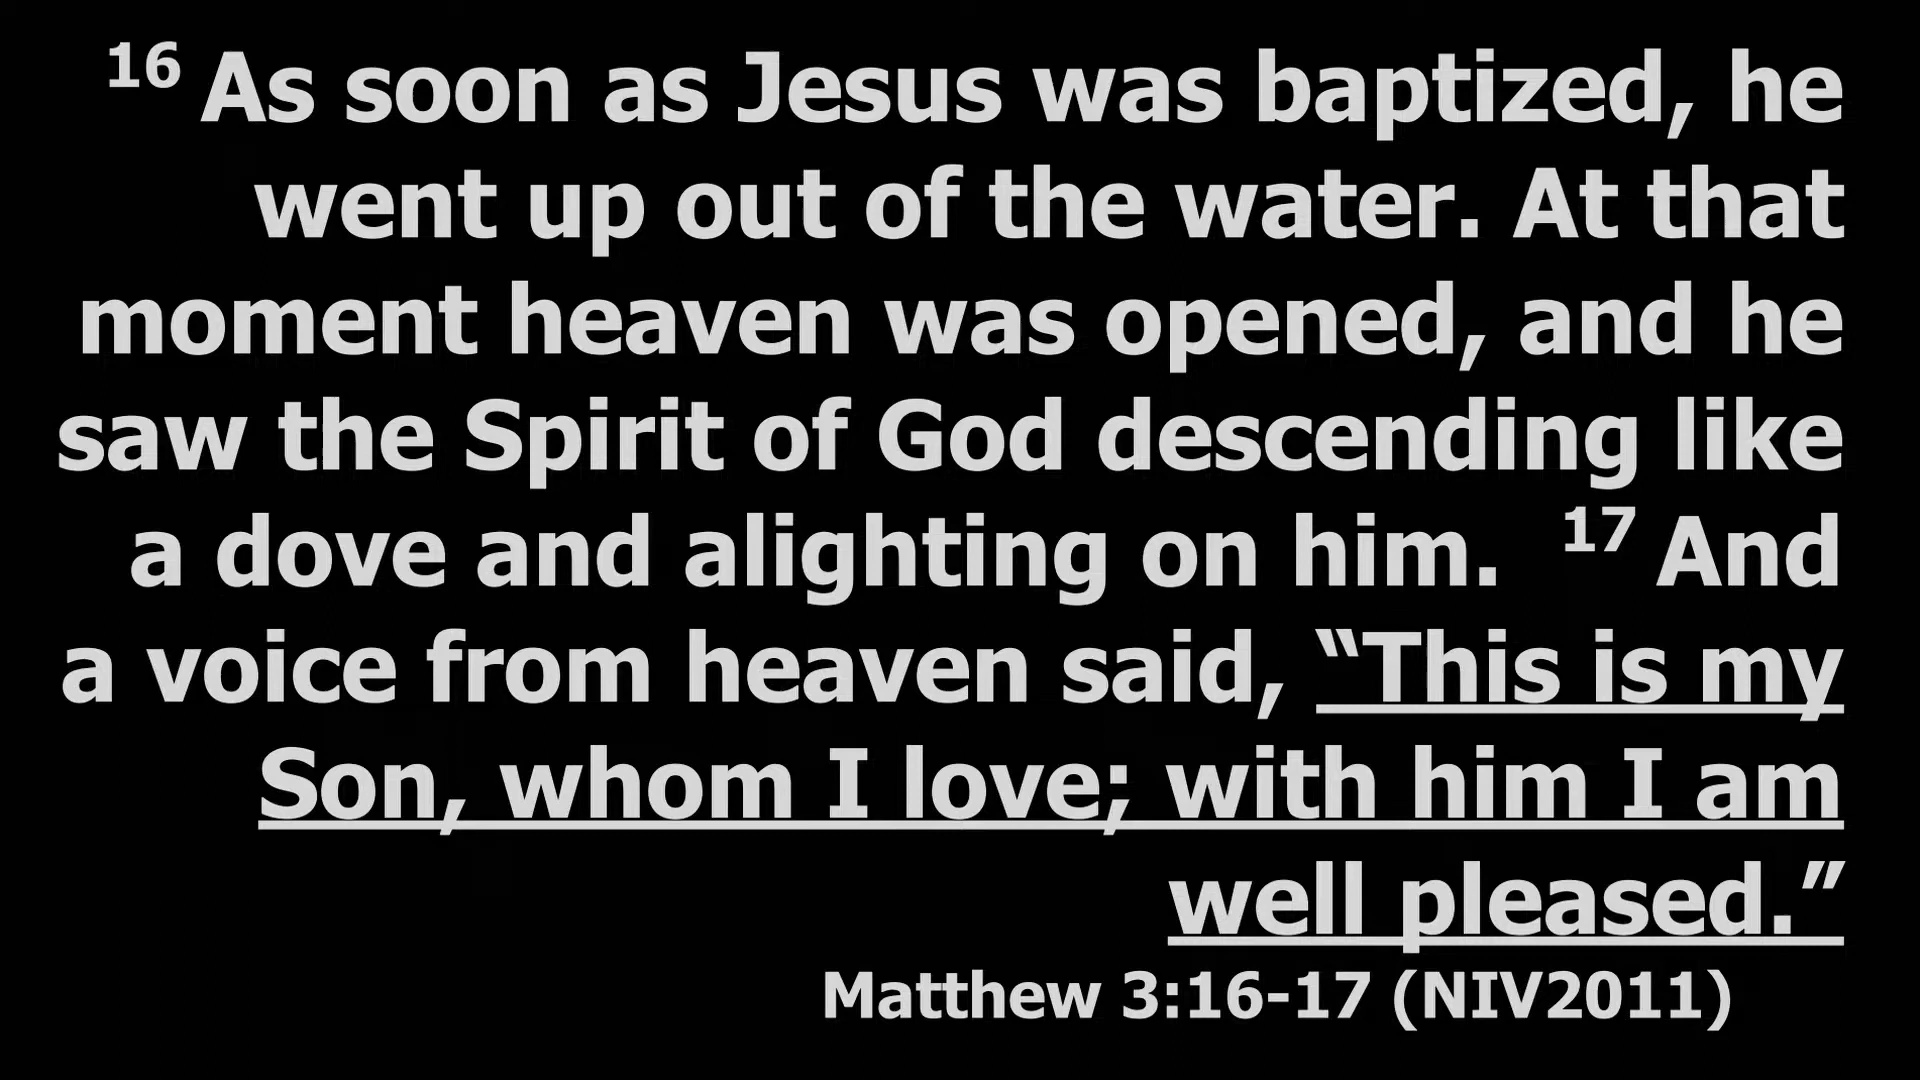 16 As soon as Jesus was baptized, he
went up out of the water. At that
moment heaven was opened, and he
saw the Spirit of God descending like
a dove and alighting on him. 17 And
a voice from heaven said, “This is my
Son, whom I love; with him I am
well pleased.”
Matthew 3:16-17 (NIV2011)